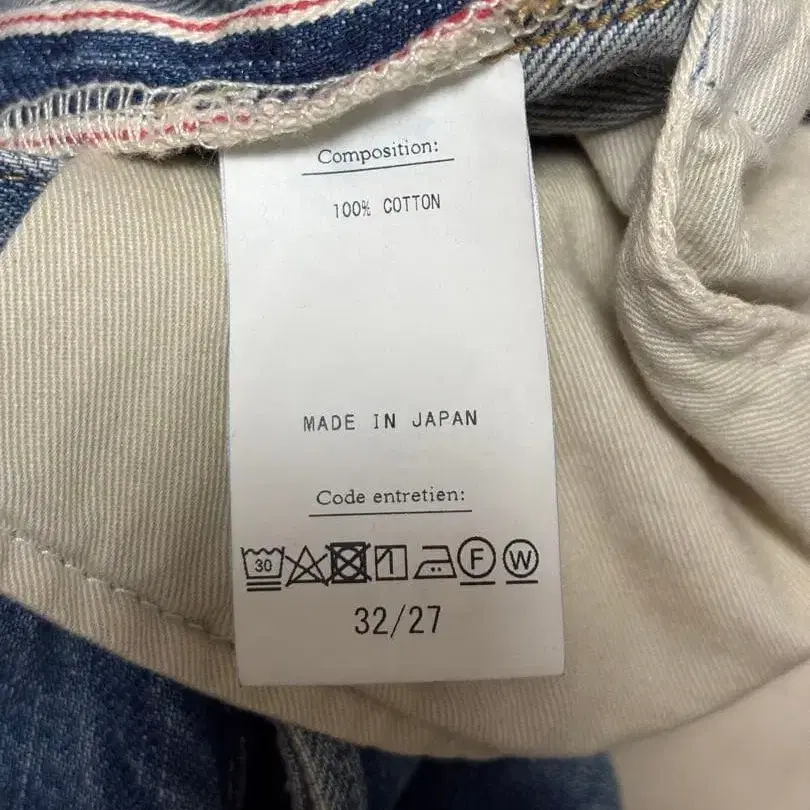 Composition:
100% COTTON
MADE IN JAPAN
Code entretien:
30 F W
32/27